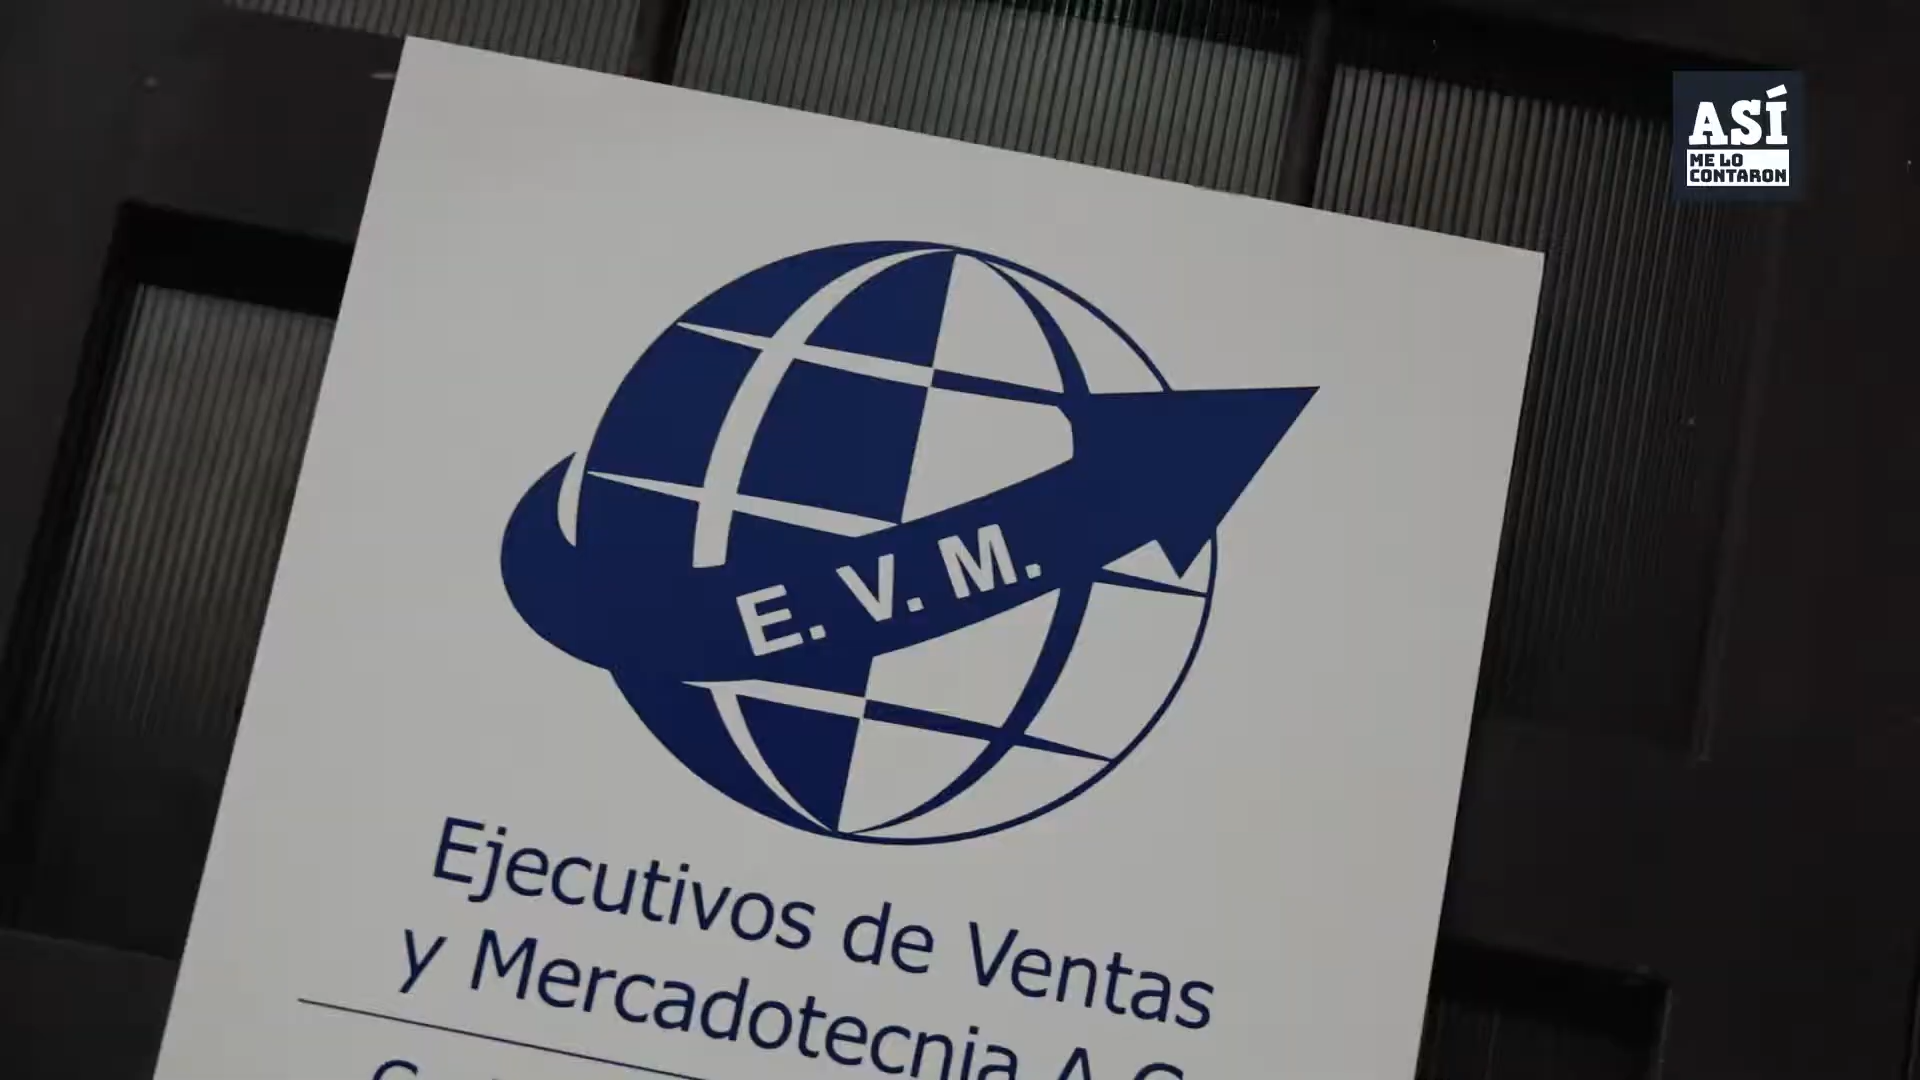 ASÍ
ME LO
CONTARON
E. V. M.
Ejecutivos de Ventas
y Mercadotecnia A.C.